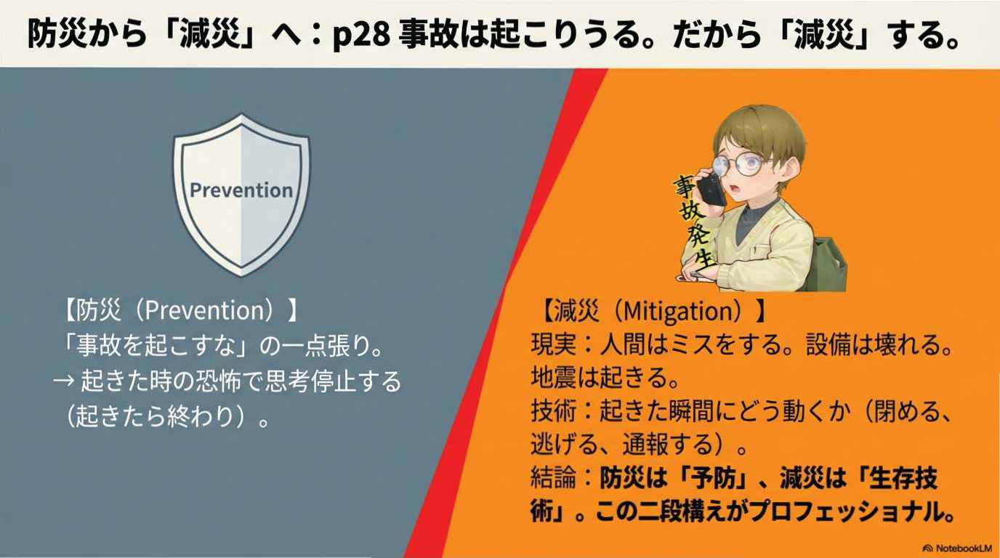 防災から「減災」へ：p28 事故は起こりうる。だから「減災」する。
Prevention
【防災（Prevention）】
「事故を起こすな」の一点張り。
→ 起きた時の恐怖で思考停止する
（起きたら終わり）。
事故発生
【減災（Mitigation）】
現実：人間はミスをする。設備は壊れる。
地震は起きる。
技術：起きた瞬間にどう動くか（閉める、
逃げる、通報する）。
結論：防災は「予防」、減災は「生存技
術」。この二段構えがプロフェッショナル。
NotebookLM